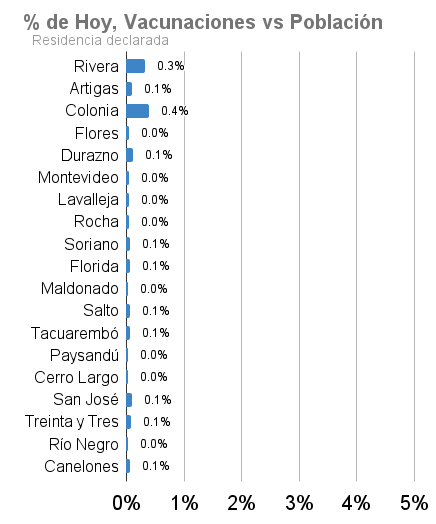 % de Hoy, Vacunaciones vs Población
Residencia declarada
Rivera 0.3%
Artigas 0.1%
Colonia 0.4%
Flores 0.0%
Durazno 0.1%
Montevideo 0.0%
Lavalleja 0.0%
Rocha 0.0%
Soriano 0.1%
Florida 0.1%
Maldonado 0.0%
Salto 0.1%
Tacuarembó 0.1%
Paysandú 0.0%
Cerro Largo 0.0%
San José 0.1%
Treinta y Tres 0.1%
Río Negro 0.0%
Canelones 0.1%
0% 1% 2% 3% 4% 5%